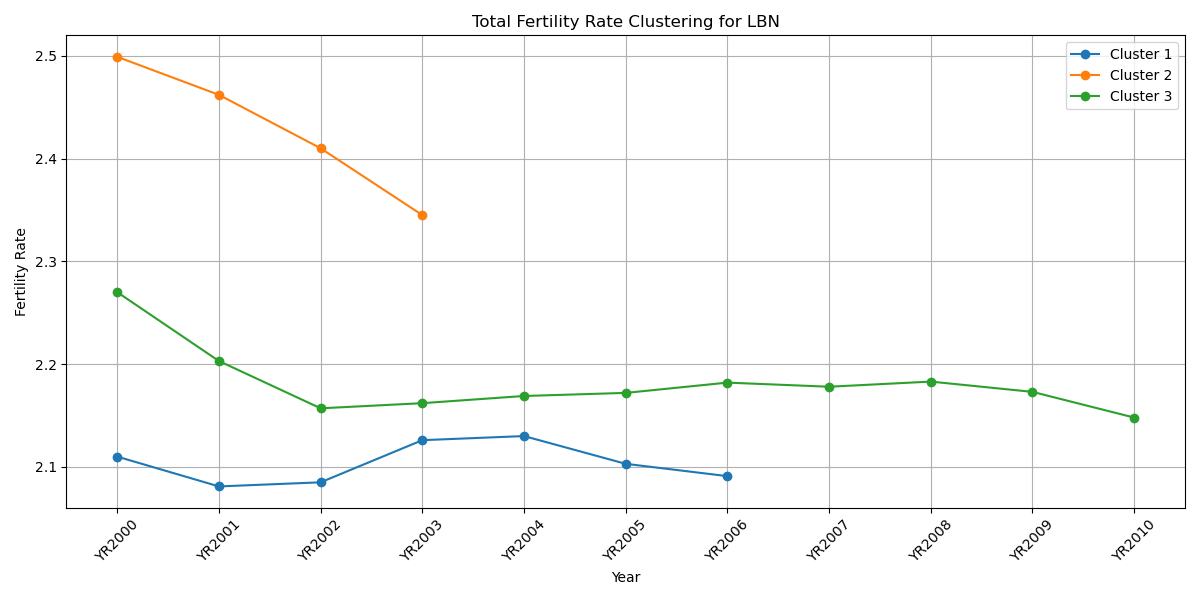 Total Fertility Rate Clustering for LBN
Cluster 1
Cluster 2
Cluster 3
Fertility Rate
2.5
2.4
2.3
2.2
2.1
YR2000
YR2001
YR2002
YR2003
YR2004
YR2005
YR2006
YR2007
YR2008
YR2009
YR2010
Year